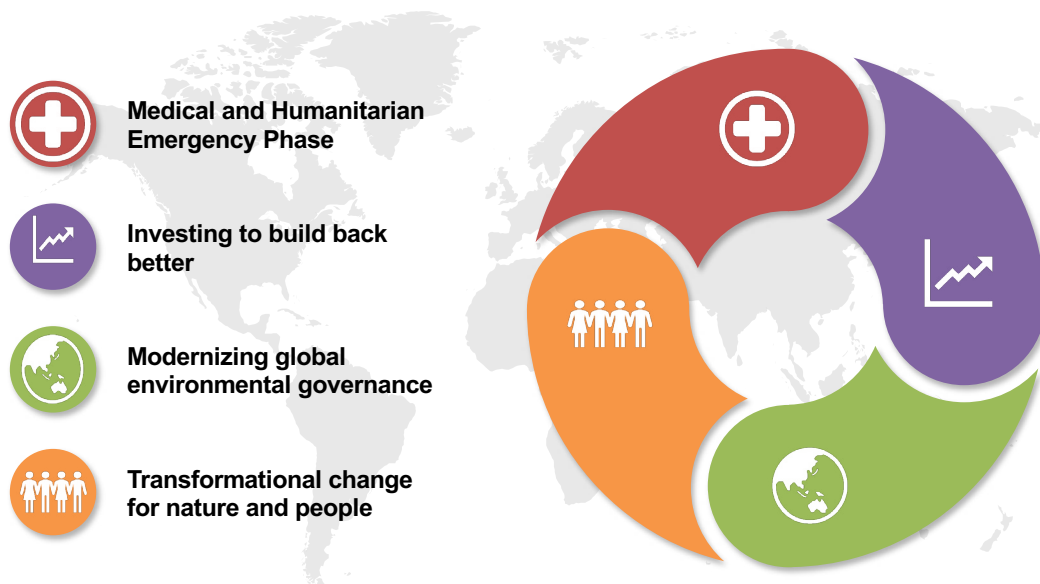 Medical and Humanitarian
Emergency Phase
Investing to build back
better
Modernizing global
environmental governance
Transformational change
for nature and people